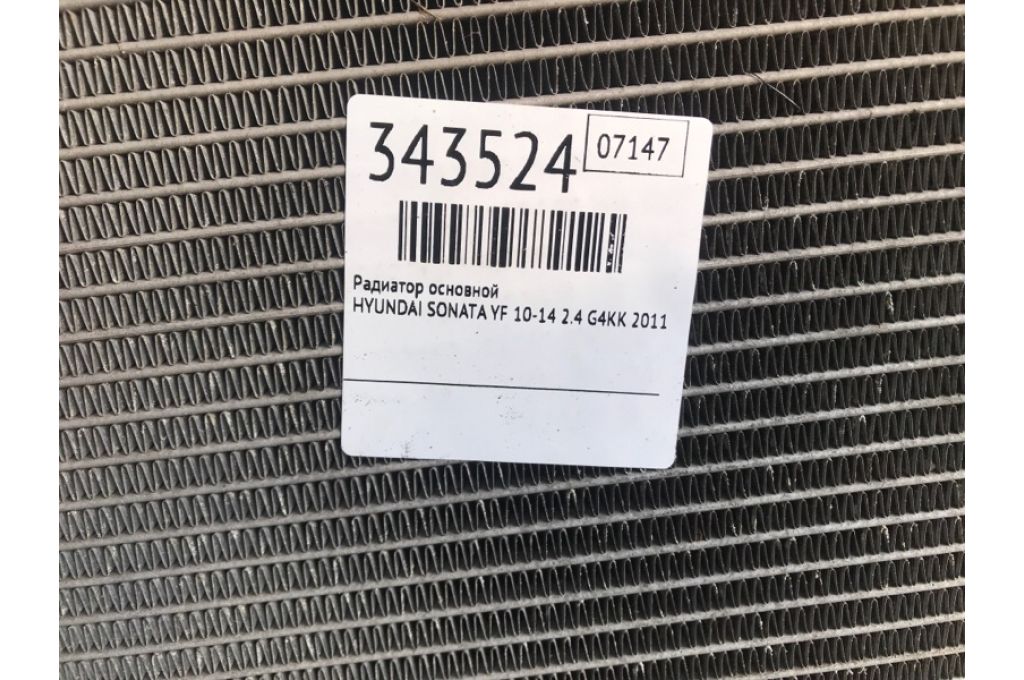 343524
07147
Радиатор основной
HYUNDAI SONATA YF 10-14 2.4 G4KK 2011